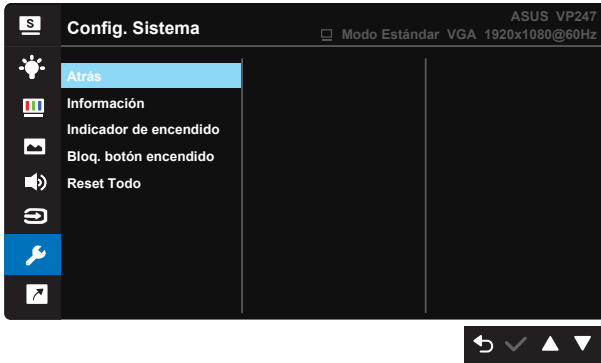 S
Config. Sistema
ASUS VP247
Modo Estándar VGA 1920x1080@60Hz
Atrás
Información
Indicador de encendido
Bloq. botón encendido
Reset Todo